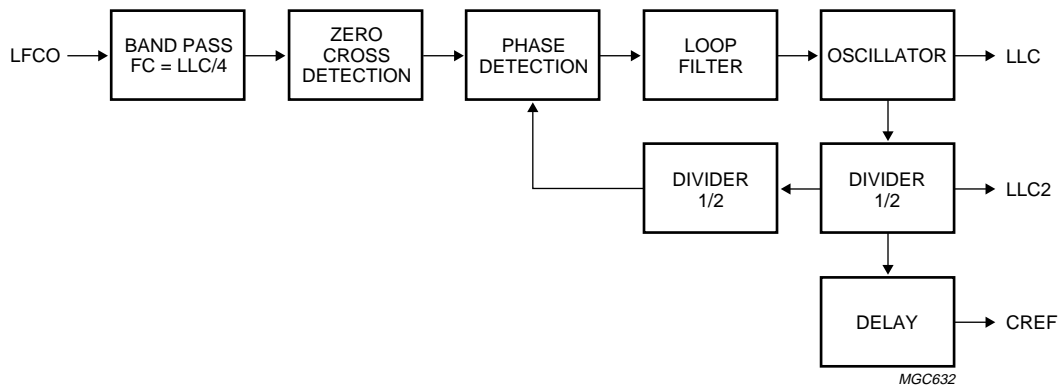 LFCO
BAND PASS
FC = LLC/4
ZERO
CROSS
DETECTION
PHASE
DETECTION
LOOP
FILTER
OSCILLATOR
LLC
DIVIDER
1/2
DIVIDER
1/2
LLC2
DELAY
CREF
MGC632